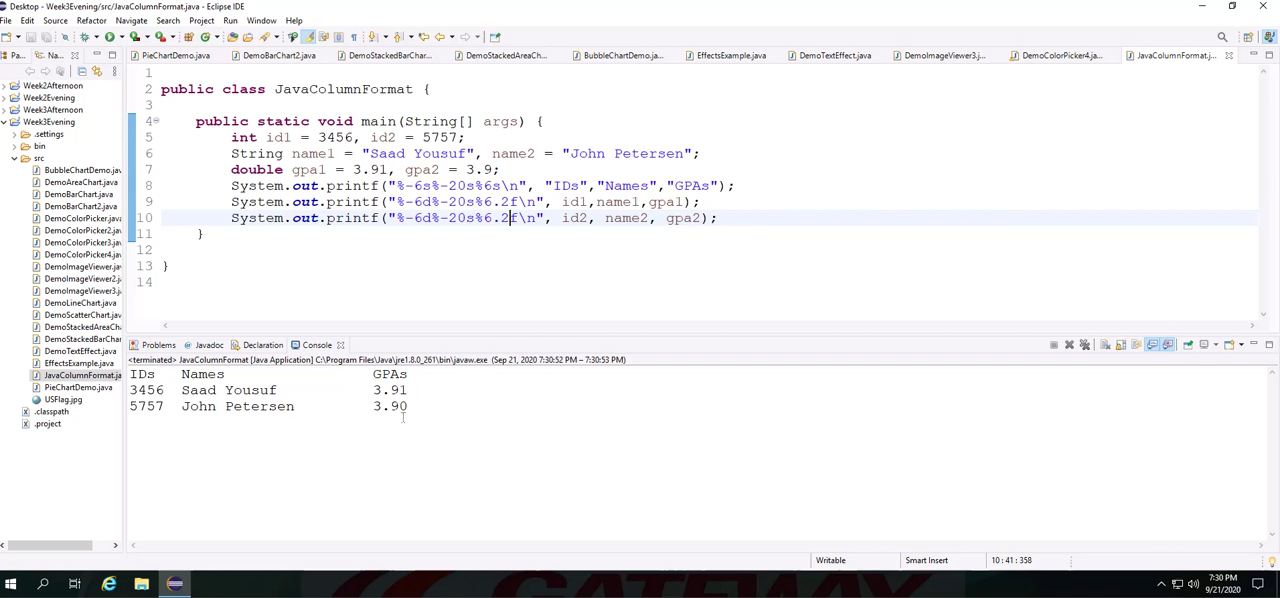 Desktop - Week3Evening/src/JavaColumnFormat.java - Eclipse IDE
File Edit Source Refactor Navigate Search Project Run Window Help
Pa... Na... PieChartDemo.java DemoBarChart2.java DemoStackedBarChar... DemoStackedAreaCh... BubbleChartDemo.ja... EffectsExample.java DemoTextEffect.java DemoImageViewer3.j... DemoColorPicker4.ja... JavaColumnFormat.j...
Week2Afternoon
Week2Evening
Week3Afternoon
Week3Evening
.settings
bin
src
BubbleChartDemo.jav
DemoAreaChart.java
DemoBarChart.java
DemoBarChart2.java
DemoColorPicker.java
DemoColorPicker2.jav
DemoColorPicker3.jav
DemoColorPicker4.jav
DemoImageViewer.jav
DemoImageViewer2.j
DemoImageViewer3.j
DemoLineChart.java
DemoScatterChart.java
DemoStackedAreaCh
DemoStackedBarChar
DemoTextEffect.java
EffectsExample.java
JavaColumnFormat.ja
PieChartDemo.java
USFlag.jpg
.classpath
.project
1
2 public class JavaColumnFormat {
3
4 public static void main(String[] args) {
5 int id1 = 3456, id2 = 5757;
6 String name1 = "Saad Yousuf", name2 = "John Petersen";
7 double gpa1 = 3.91, gpa2 = 3.9;
8 System.out.printf("%-6s%-20s%6s\n", "IDs","Names","GPAs");
9 System.out.printf("%-6d%-20s%6.2f\n", id1,name1,gpa1);
10 System.out.printf("%-6d%-20s%6.2f\n", id2, name2, gpa2);
11 }
12
13 }
14
Problems Javadoc Declaration Console
<terminated> JavaColumnFormat [Java Application] C:\Program Files\Java\jre1.8.0_261\bin\javaw.exe (Sep 21, 2020 7:30:52 PM – 7:30:53 PM)
IDs Names GPAs
3456 Saad Yousuf 3.91
5757 John Petersen 3.90
Writable Smart Insert 10 : 41 : 358
GATEWAY
7:30 PM
9/21/2020